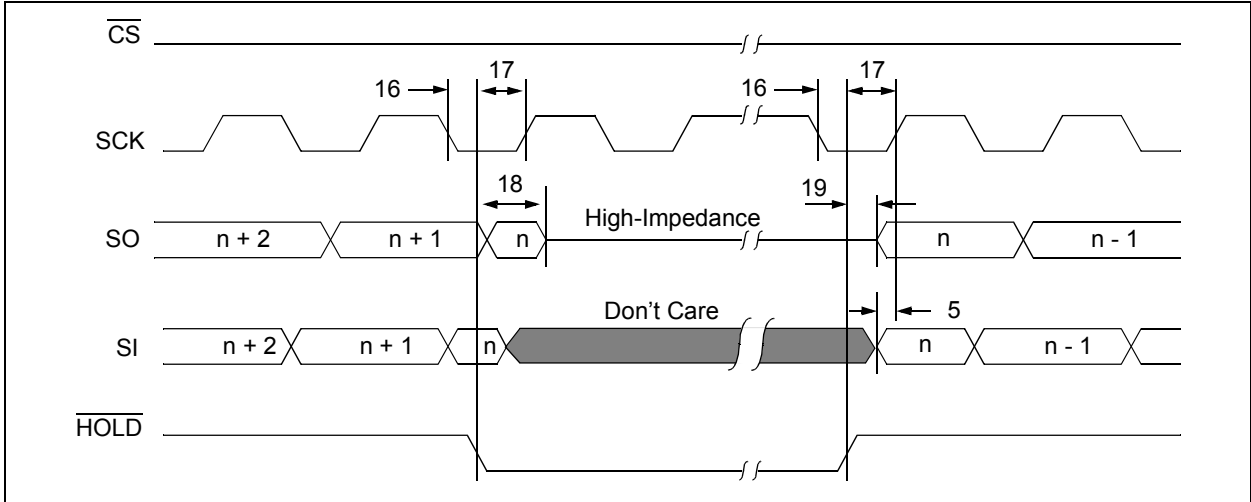 CS
17
17
16
16
SCK
18
19
High-Impedance
SO
n + 2
n + 1
n
n
n - 1
Don't Care
5
SI
n + 2
n + 1
n
n
n - 1
HOLD